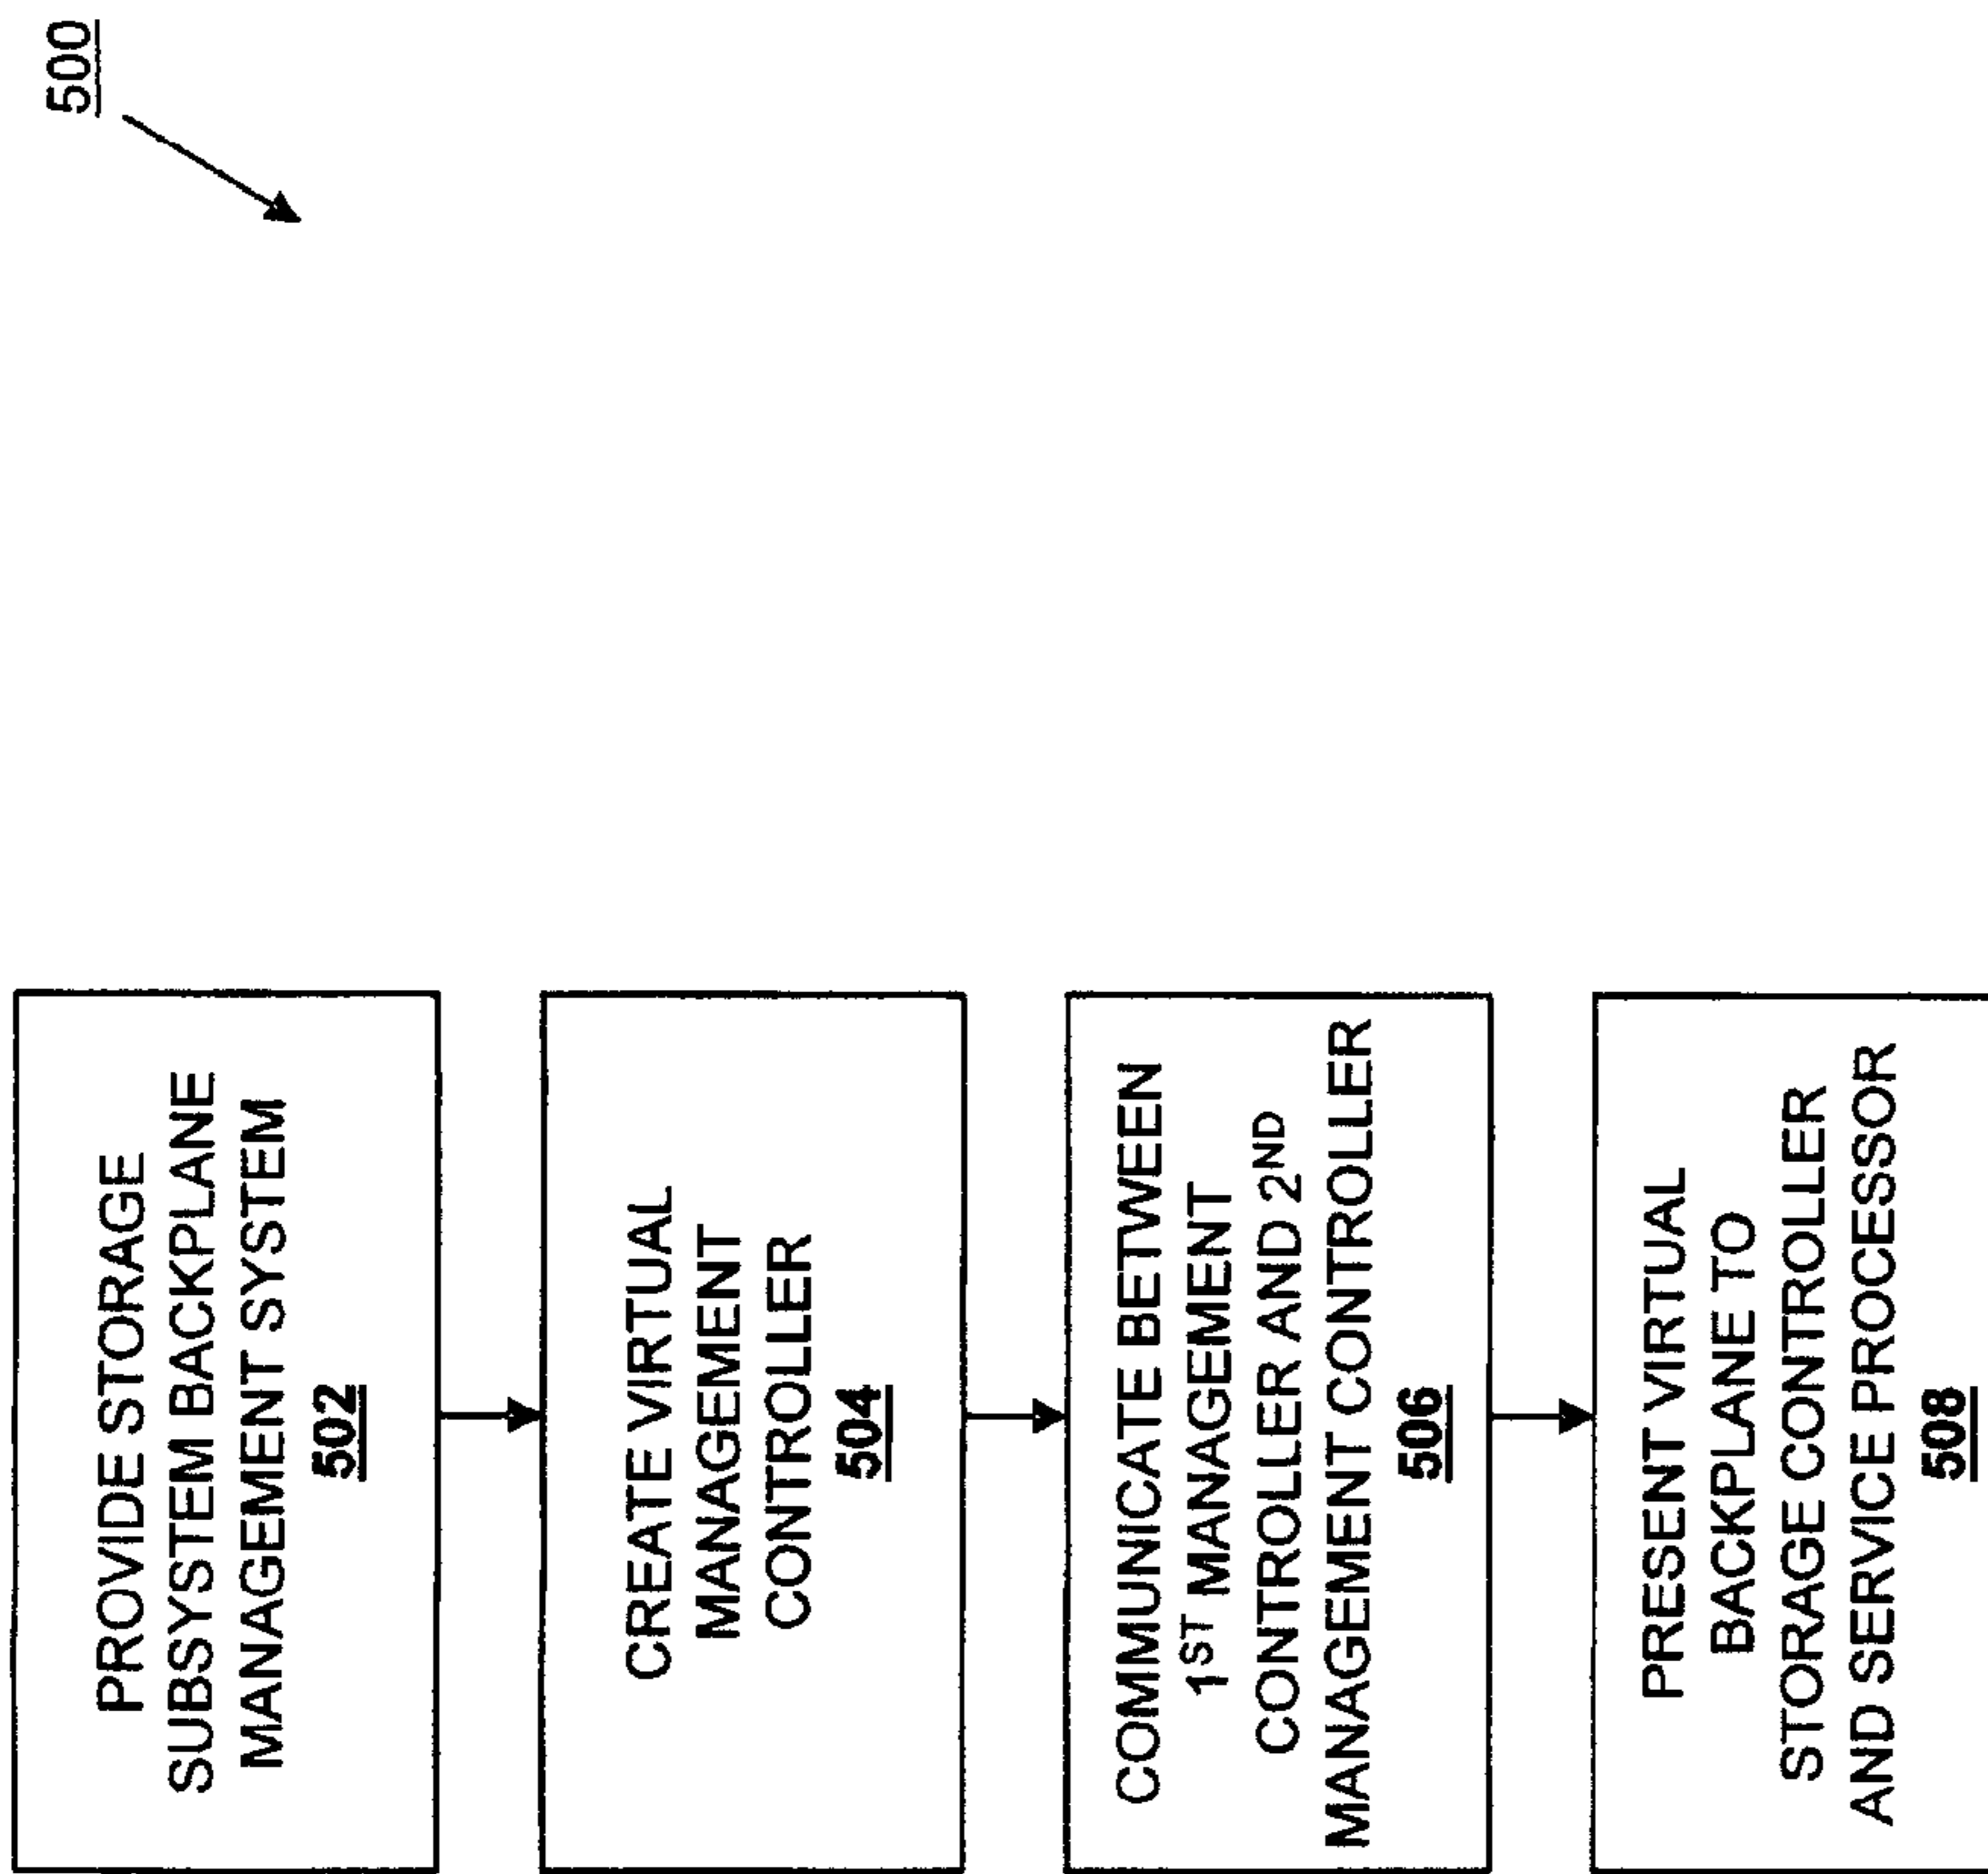 500
PROVIDE STORAGE
SUBSYSTEM BACKPLANE
MANAGEMENT SYSTEM
502
CREATE VIRTUAL
MANAGEMENT
CONTROLLER
504
COMMUNICATE BETWEEN
1ST MANAGEMENT
CONTROLLER AND 2ND
MANAGEMENT CONTROLLER
506
PRESENT VIRTUAL
BACKPLANE TO
STORAGE CONTROLLER
AND SERVICE PROCESSOR
508